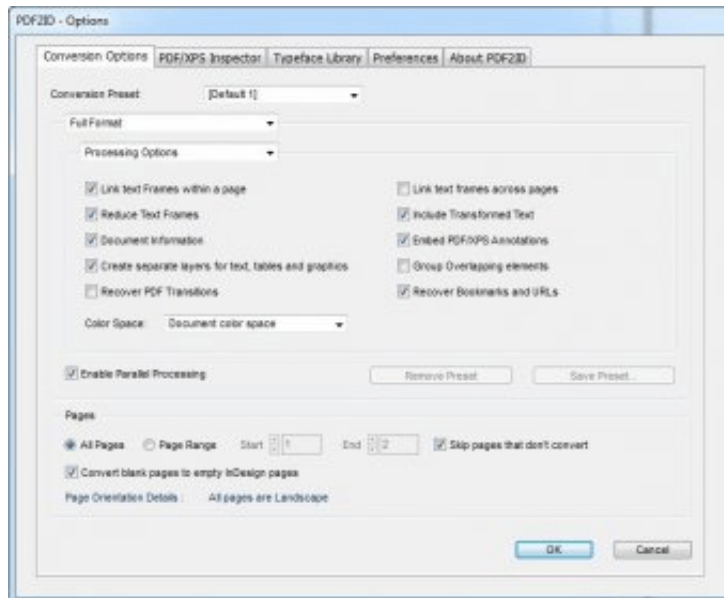 PDF2ID - Options
Conversion Options PDF/XPS Inspector Typeface Library Preferences About PDF2ID
Conversion Preset: [Default 1]
Full Format
Processing Options
Link text Frames within a page Link text frames across pages
Reduce Text Frames Include Transformed Text
Document Information Embed PDF/XPS Annotations
Create separate layers for text, tables and graphics Group Overlapping elements
Recover PDF Transitions Recover Bookmarks and URLs
Color Space: Document color space
Enable Parallel Processing Remove Preset Save Preset...
Pages
All Pages Page Range Start 1 End 2 Skip pages that don't convert
Convert blank pages to empty InDesign pages
Page Orientation Details : All pages are Landscape
OK Cancel